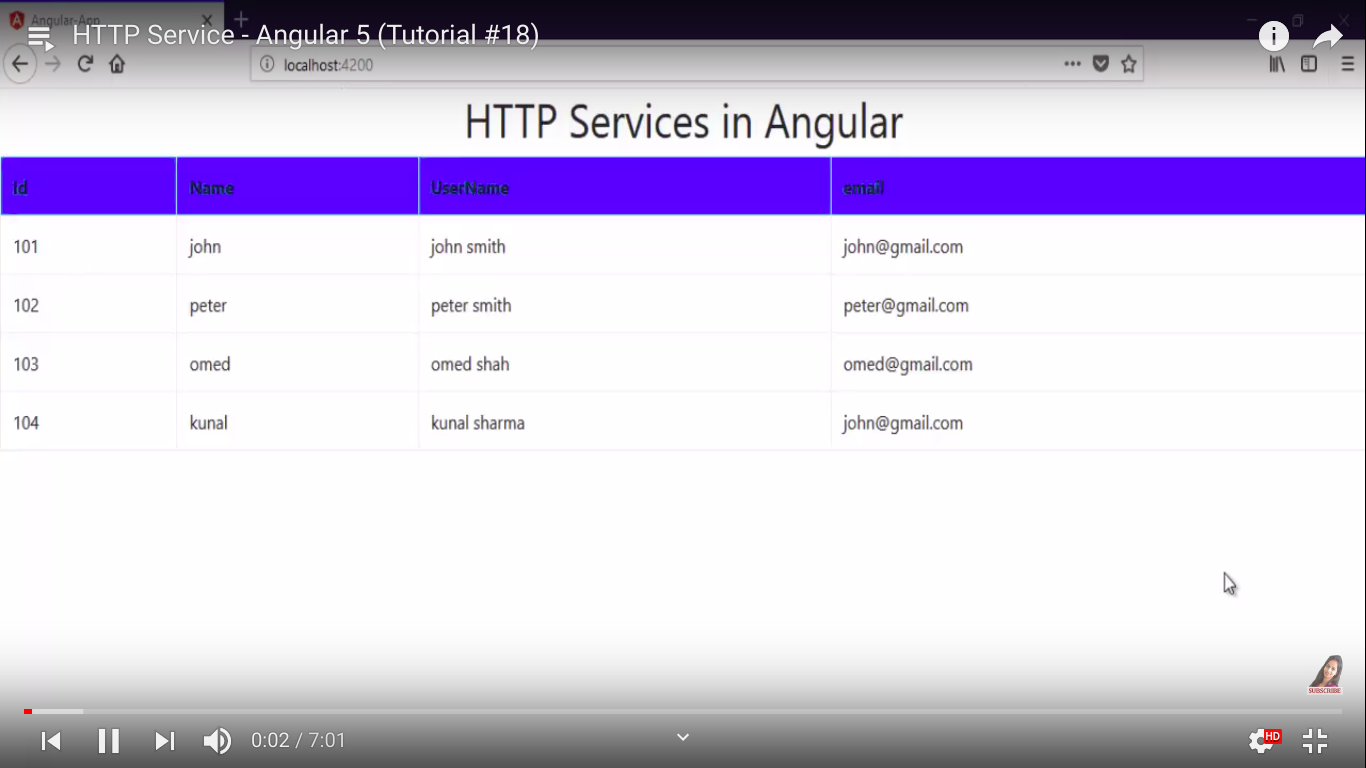 Angular-App
HTTP Service - Angular 5 (Tutorial #18)
localhost:4200
HTTP Services in Angular
Id Name UserName email
101 john john smith john@gmail.com
102 peter peter smith peter@gmail.com
103 omed omed shah omed@gmail.com
104 kunal kunal sharma john@gmail.com
SUBSCRIBE
0:02 / 7:01
HD